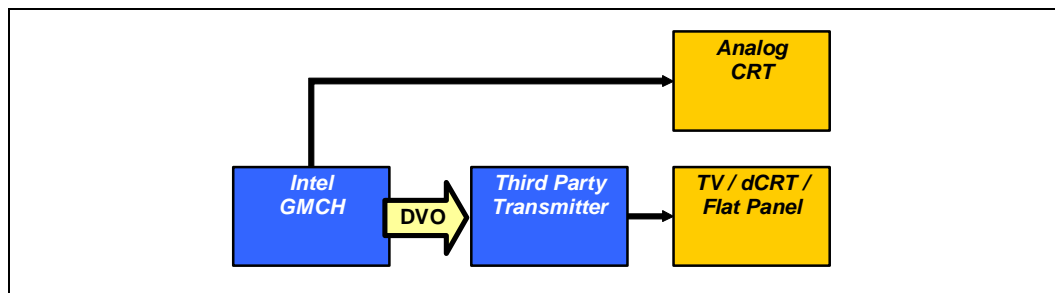 Analog
CRT
Intel
GMCH
DVO
Third Party
Transmitter
TV / dCRT /
Flat Panel